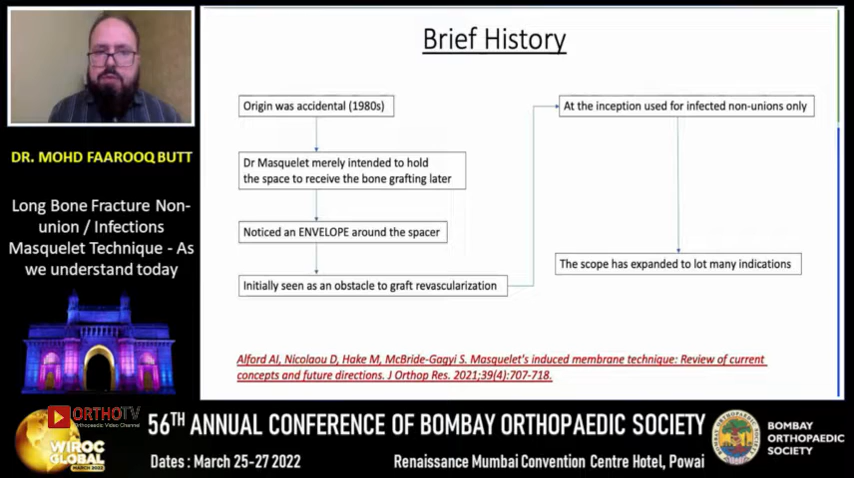 Brief History
Origin was accidental (1980s)
Dr Masquelet merely intended to hold
the space to receive the bone grafting later
Noticed an ENVELOPE around the spacer
Initially seen as an obstacle to graft revascularization
At the inception used for infected non-unions only
The scope has expanded to lot many indications
Alford AI, Nicolaou D, Hake M, McBride-Gagyi S. Masquelet's induced membrane technique: Review of current
concepts and future directions. J Orthop Res. 2021;39(4):707-718.
DR. MOHD FAAROOQ BUTT
Long Bone Fracture Non-
union / Infections
Masquelet Technique - As
we understand today
ORTHOTV
Orthopaedic Video Channel
WIROC
GLOBAL
MARCH 2022
56TH ANNUAL CONFERENCE OF BOMBAY ORTHOPAEDIC SOCIETY
Dates : March 25-27 2022
Renaissance Mumbai Convention Centre Hotel, Powai
BOMBAY
ORTHOPAEDIC
SOCIETY